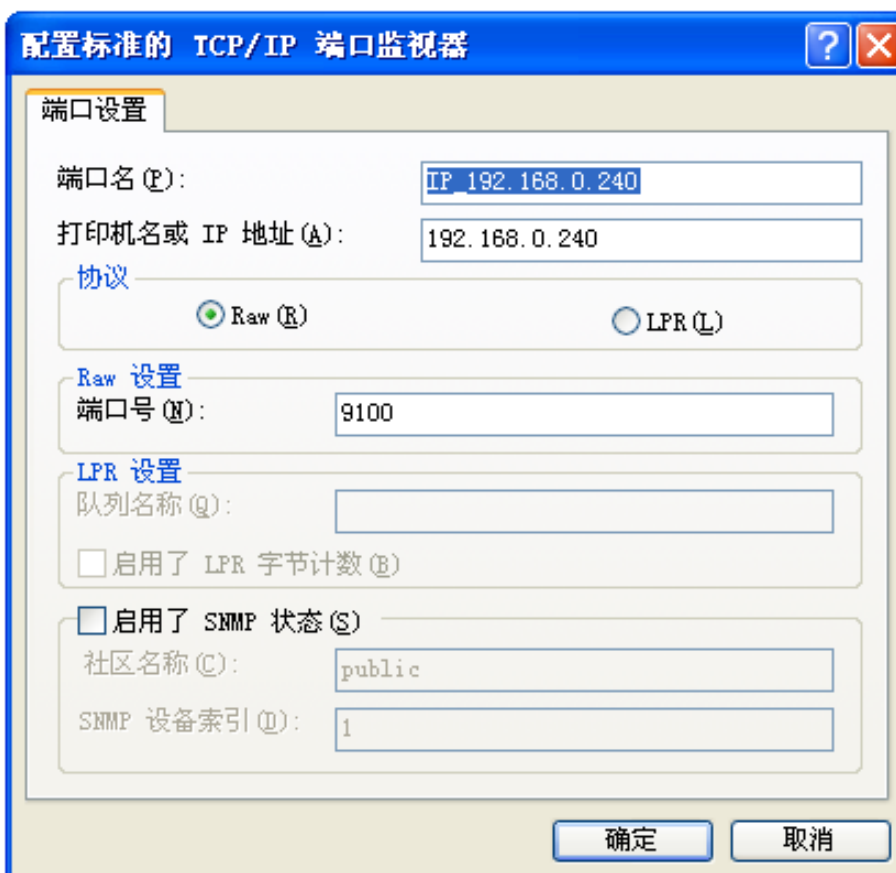 配置标准的 TCP/IP 端口监视器
端口设置
端口名(P): IP_192.168.0.240
打印机名或 IP 地址(A): 192.168.0.240
协议
Raw(R) LPR(L)
Raw 设置
端口号(N): 9100
LPR 设置
队列名称(Q):
启用了 LPR 字节计数(B)
启用了 SNMP 状态(S)
社区名称(C): public
SNMP 设备索引(D): 1
确定 取消